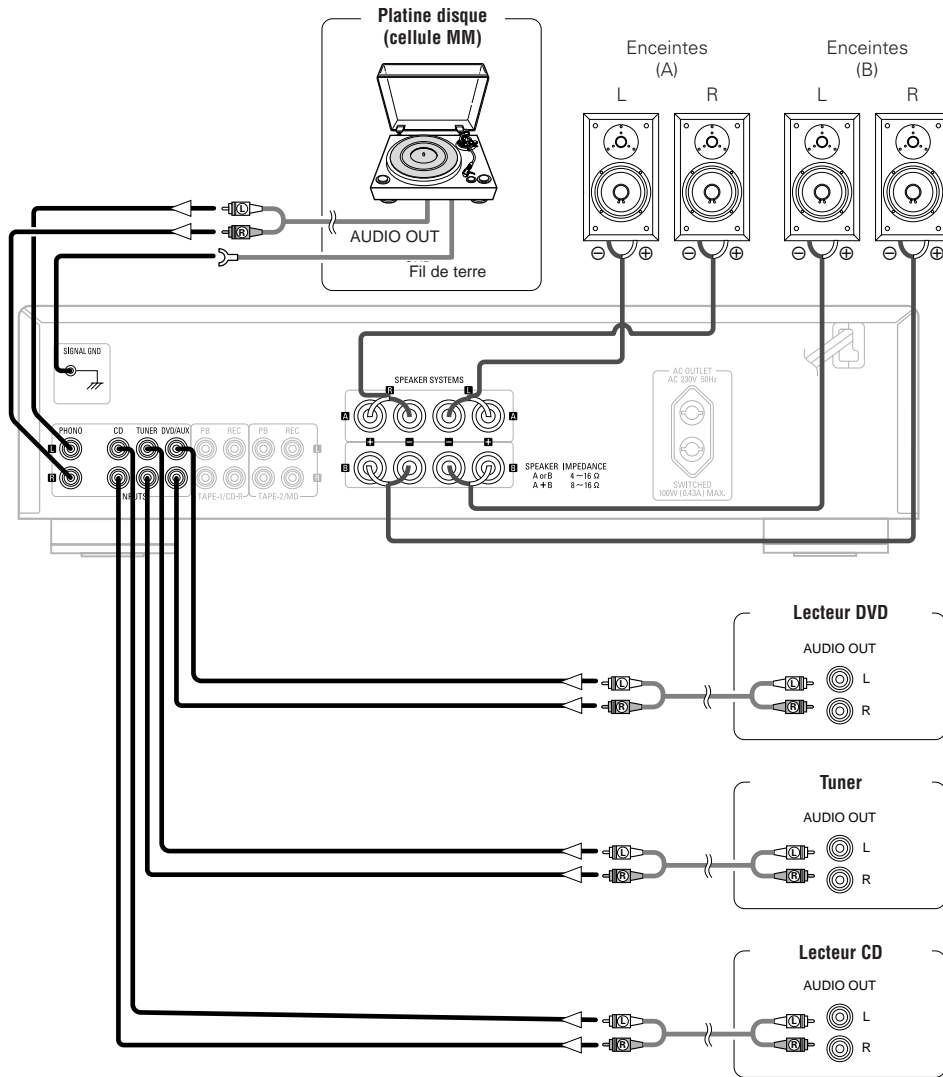 Platine disque
(cellule MM)
Enceintes
(A)
Enceintes
(B)
L
R
L
R
L
R
AUDIO OUT
Fil de terre
⊖ ⊕ ⊖ ⊕ ⊖ ⊕ ⊖ ⊕
SIGNAL GND
SPEAKER SYSTEMS
R
L
A
A
+ - - +
B
B
SPEAKER IMPEDANCE
A or B 4~16 Ω
A + B 8~16 Ω
AC OUTLET
AC 230V 50Hz
SWITCHED
100W (0.43A) MAX.
PHONO CD TUNER DVD/AUX PB REC PB REC
L
L
R
R
INPUTS TAPE-1/CD-R TAPE-2/MD
Lecteur DVD
AUDIO OUT
L L L
R R R
Tuner
AUDIO OUT
L L L
R R R
Lecteur CD
AUDIO OUT
L L L
R R R